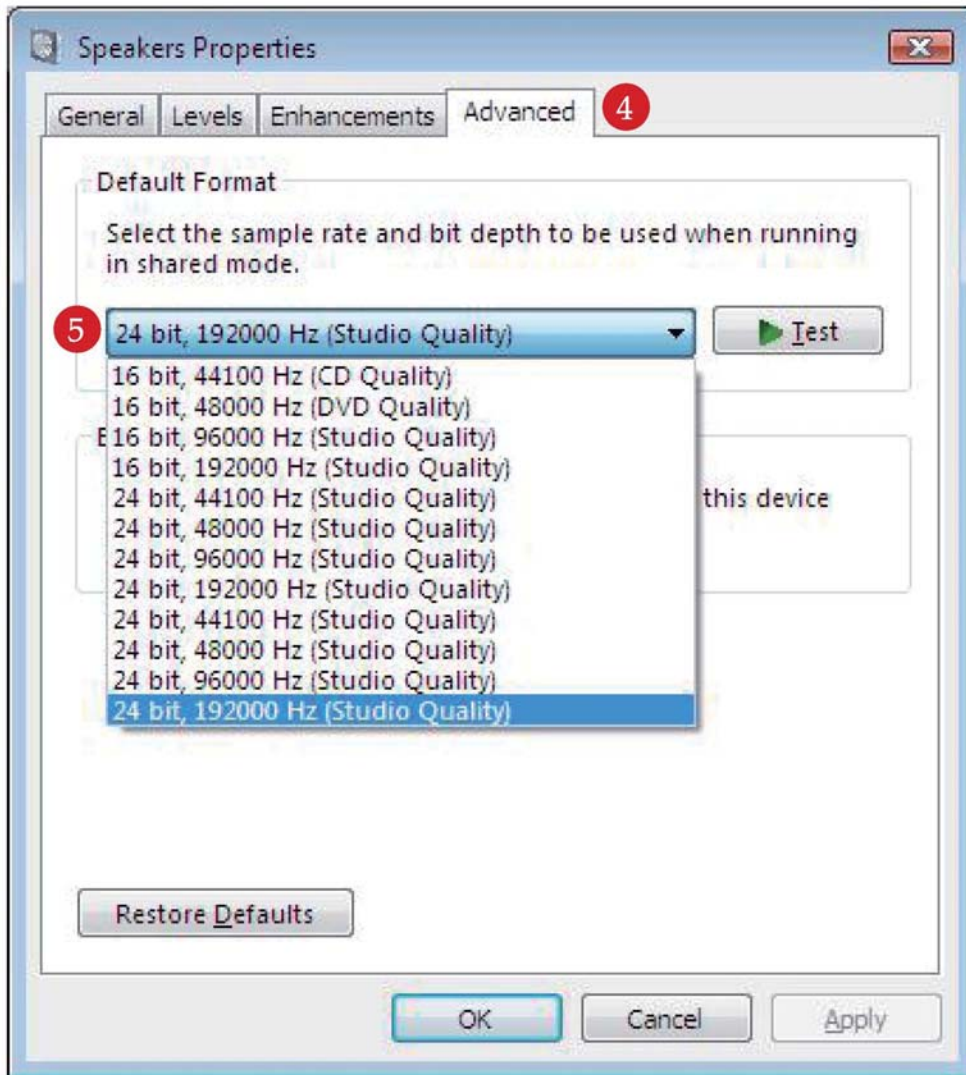 Speakers Properties
General Levels Enhancements Advanced 4
Default Format
Select the sample rate and bit depth to be used when running
in shared mode.
5 24 bit, 192000 Hz (Studio Quality) Test
16 bit, 44100 Hz (CD Quality)
16 bit, 48000 Hz (DVD Quality)
E 16 bit, 96000 Hz (Studio Quality)
16 bit, 192000 Hz (Studio Quality)
24 bit, 44100 Hz (Studio Quality) this device
24 bit, 48000 Hz (Studio Quality)
24 bit, 96000 Hz (Studio Quality)
24 bit, 192000 Hz (Studio Quality)
24 bit, 44100 Hz (Studio Quality)
24 bit, 48000 Hz (Studio Quality)
24 bit, 96000 Hz (Studio Quality)
24 bit, 192000 Hz (Studio Quality)
Restore Defaults
OK Cancel Apply